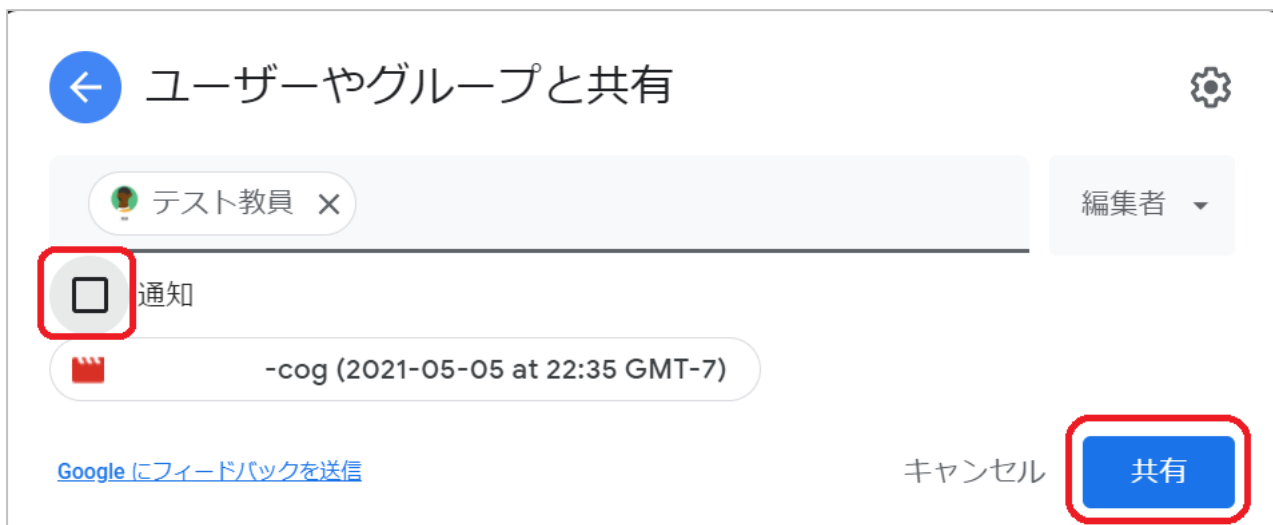 ユーザーやグループと共有
テスト教員
編集者
通知
-cog (2021-05-05 at 22:35 GMT-7)
Google にフィードバックを送信
キャンセル
共有